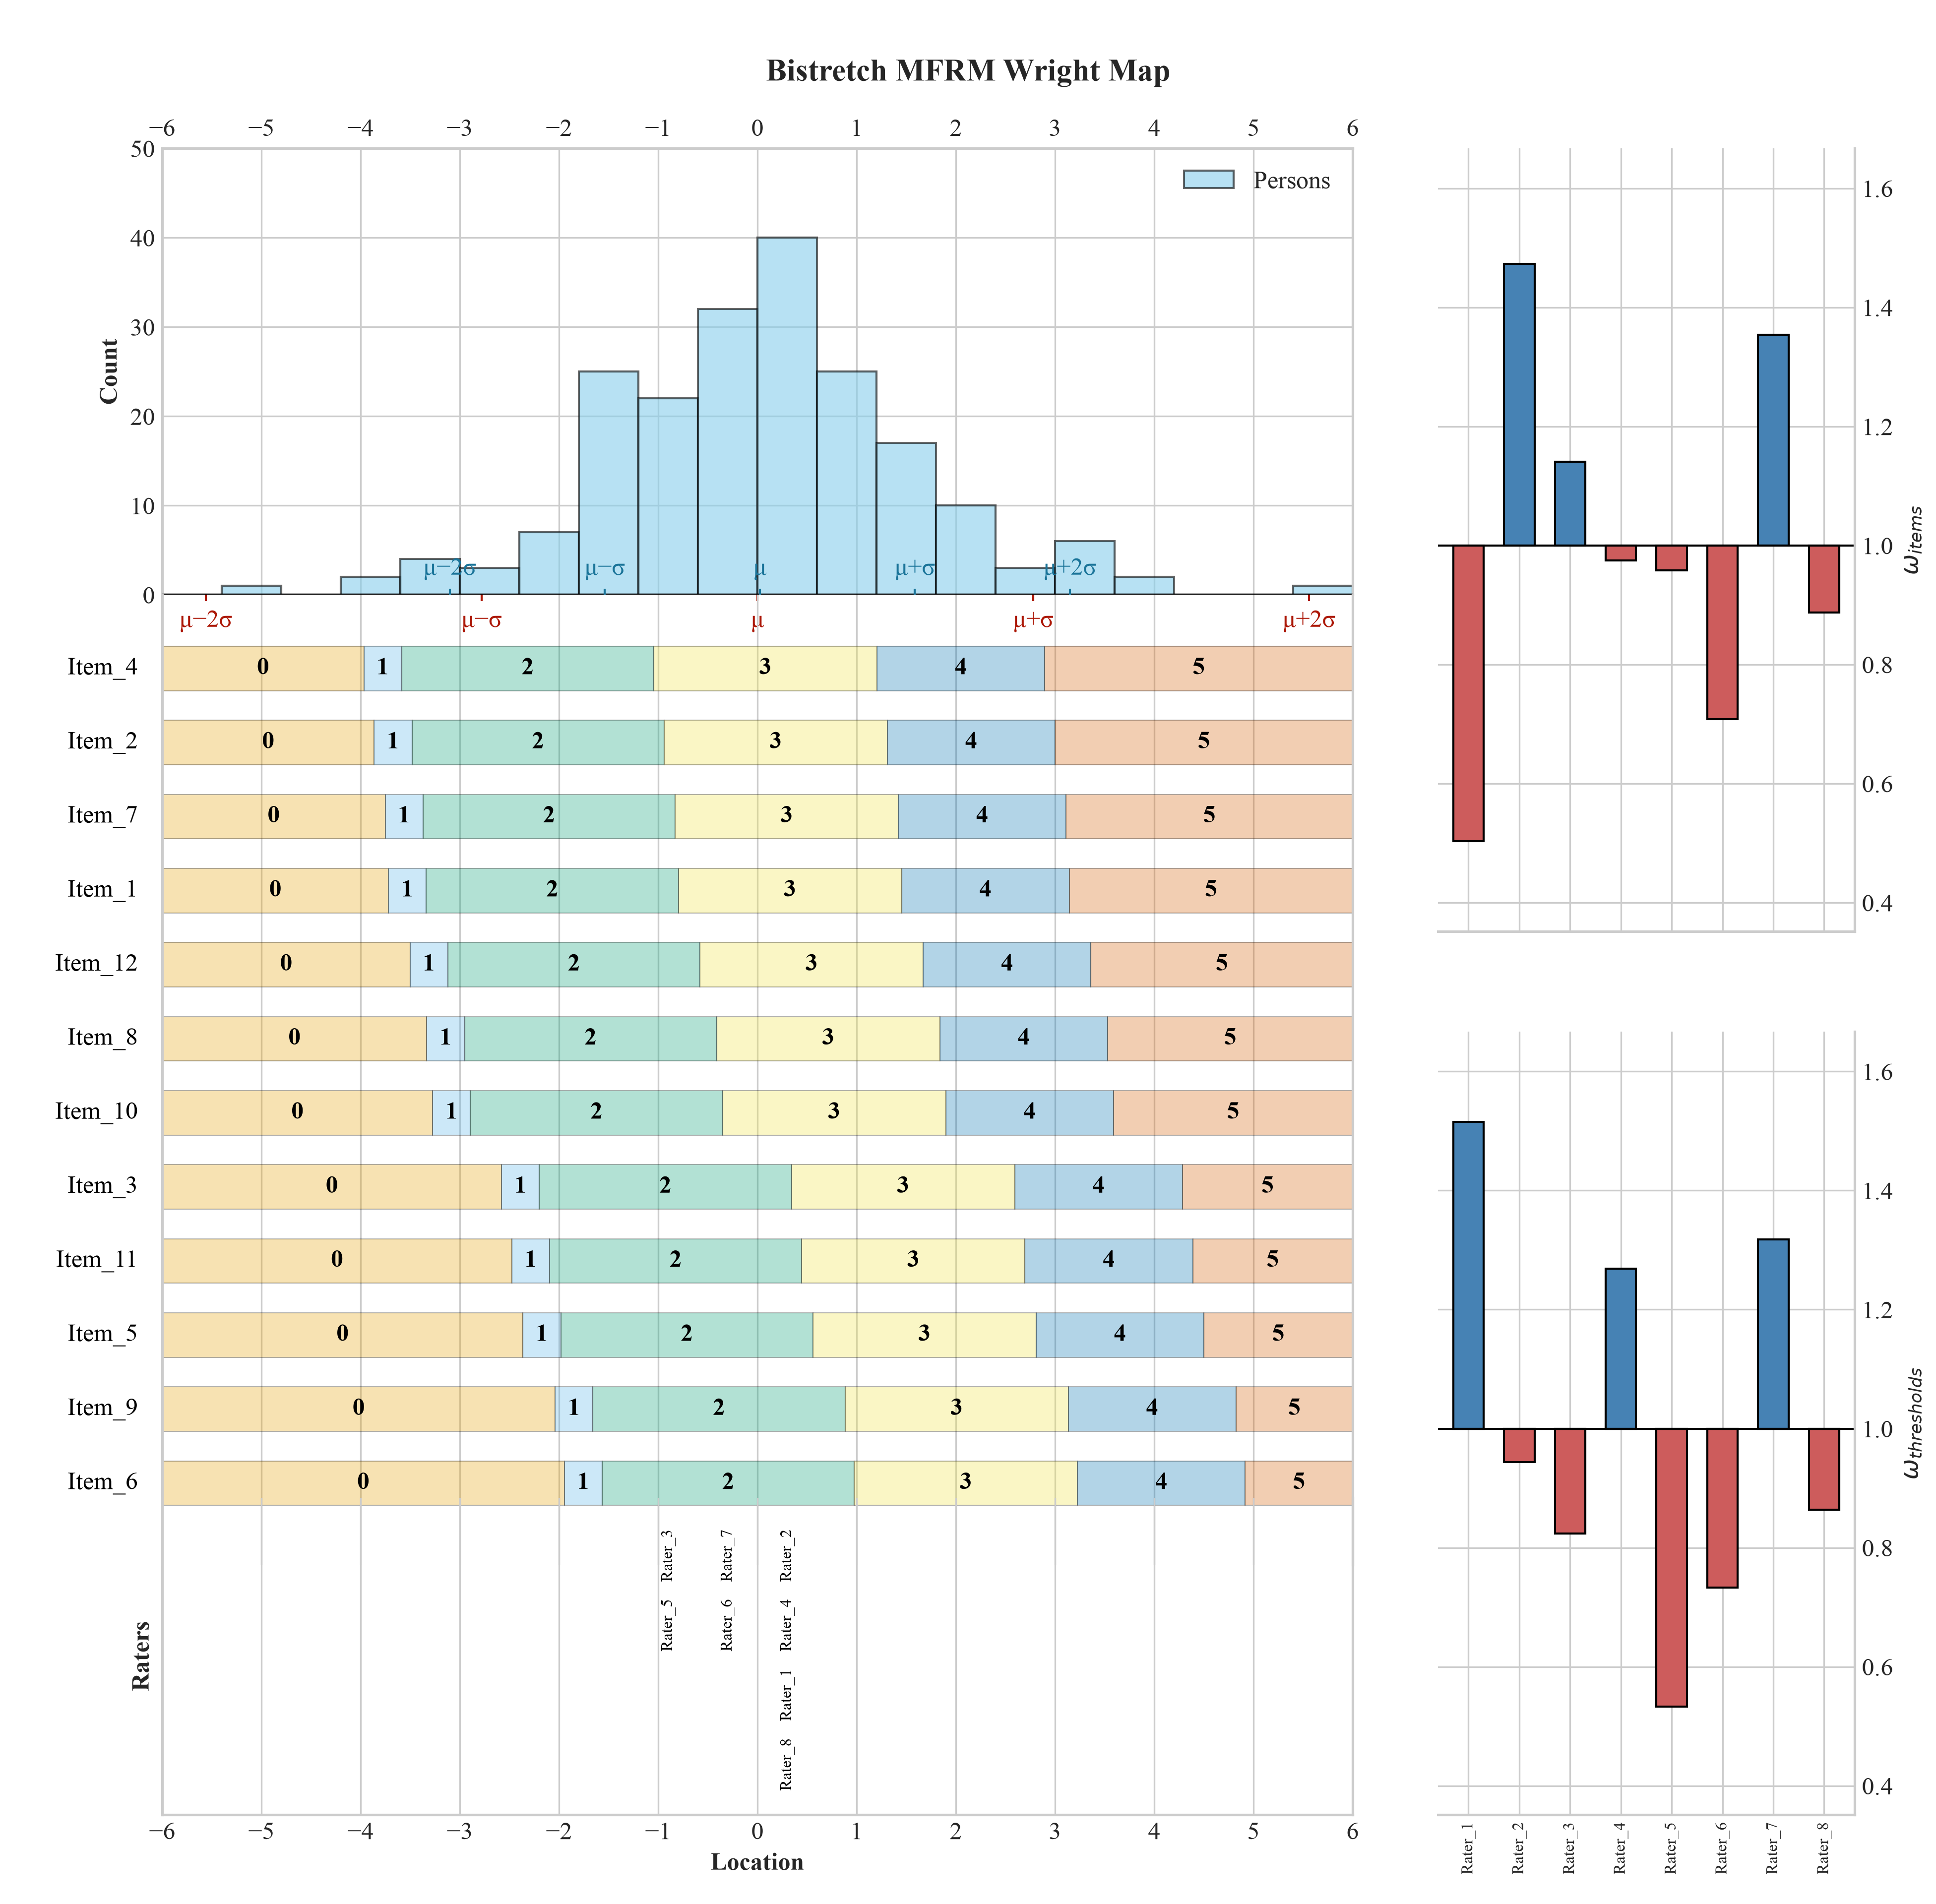 Bistretch MFRM Wright Map
−6 −5 −4 −3 −2 −1 0 1 2 3 4 5 6
50
40
30
20
10
0
Count
Persons
μ−2σ μ−σ μ μ+σ μ+2σ
μ−2σ μ−σ μ μ+σ μ+2σ
Item_4 0 1 2 3 4 5
Item_2 0 1 2 3 4 5
Item_7 0 1 2 3 4 5
Item_1 0 1 2 3 4 5
Item_12 0 1 2 3 4 5
Item_8 0 1 2 3 4 5
Item_10 0 1 2 3 4 5
Item_3 0 1 2 3 4 5
Item_11 0 1 2 3 4 5
Item_5 0 1 2 3 4 5
Item_9 0 1 2 3 4 5
Item_6 0 1 2 3 4 5
Raters
Rater_3 Rater_7 Rater_2
Rater_5 Rater_6 Rater_4
Rater_1
Rater_8
−6 −5 −4 −3 −2 −1 0 1 2 3 4 5 6
Location
1.6
1.4
1.2
1.0
0.8
0.6
0.4
ωitems
1.6
1.4
1.2
1.0
0.8
0.6
0.4
ωthresholds
Rater_1
Rater_2
Rater_3
Rater_4
Rater_5
Rater_6
Rater_7
Rater_8